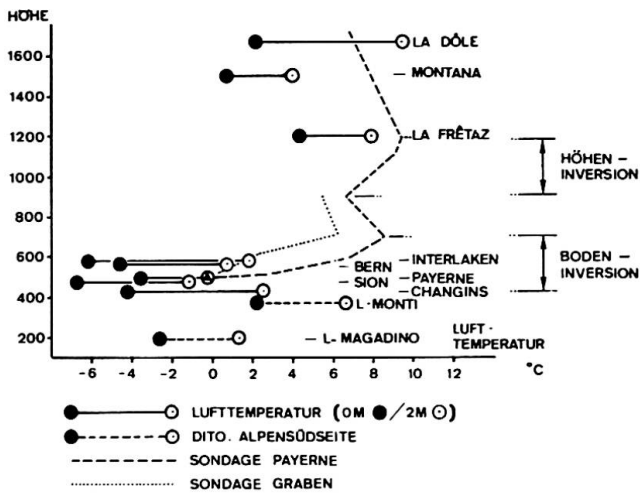 HÖHE
1600
1400
1200
1000
800
600
400
200
LA DÔLE
MONTANA
LA FRÊTAZ
HÖHEN –
INVERSION
INTERLAKEN
BERN
SION
PAYERNE
CHANGINS
BODEN –
INVERSION
L-MONTI
L- MAGADINO
LUFT -
TEMPERATUR
-6 -4 -2 0 2 4 6 8 10 12 °C
LUFTTEMPERATUR (0M / 2M )
DITO. ALPENSÜDSEITE
SONDAGE PAYERNE
SONDAGE GRABEN